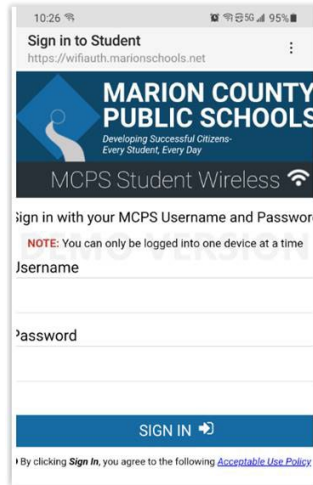 10:26 5G 95%
Sign in to Student
https://wifiauth.marionschools.net
MARION COUNTY
PUBLIC SCHOOLS
Developing Successful Citizens-
Every Student, Every Day
MCPS Student Wireless
Sign in with your MCPS Username and Passwor
NOTE: You can only be logged into one device at a time
DEMO VERSION
Username
Password
SIGN IN
By clicking Sign In, you agree to the following Acceptable Use Policy